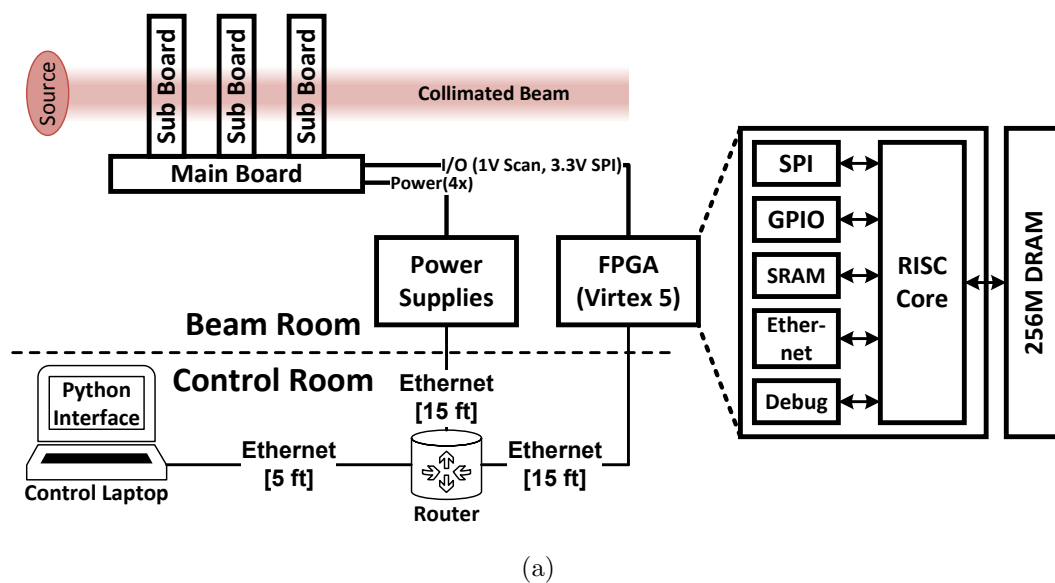 Source
Sub Board
Sub Board
Sub Board
Collimated Beam
Main Board
I/O (1V Scan, 3.3V SPI)
Power(4x)
Power
Supplies
FPGA
(Virtex 5)
SPI
GPIO
SRAM
Ether-
net
Debug
RISC
Core
256M DRAM
Beam Room
Control Room
Python
Interface
Control Laptop
Ethernet
[5 ft]
Ethernet
[15 ft]
Router
Ethernet
[15 ft]
(a)